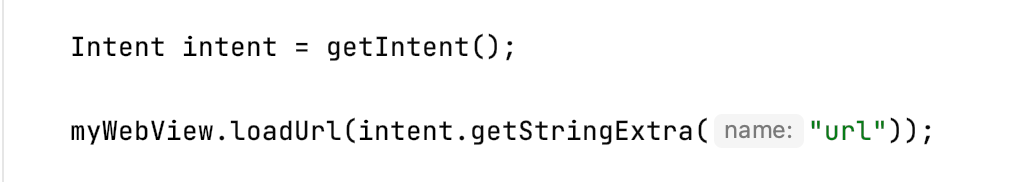 Intent intent = getIntent();
myWebView.loadUrl(intent.getStringExtra( name: "url"));